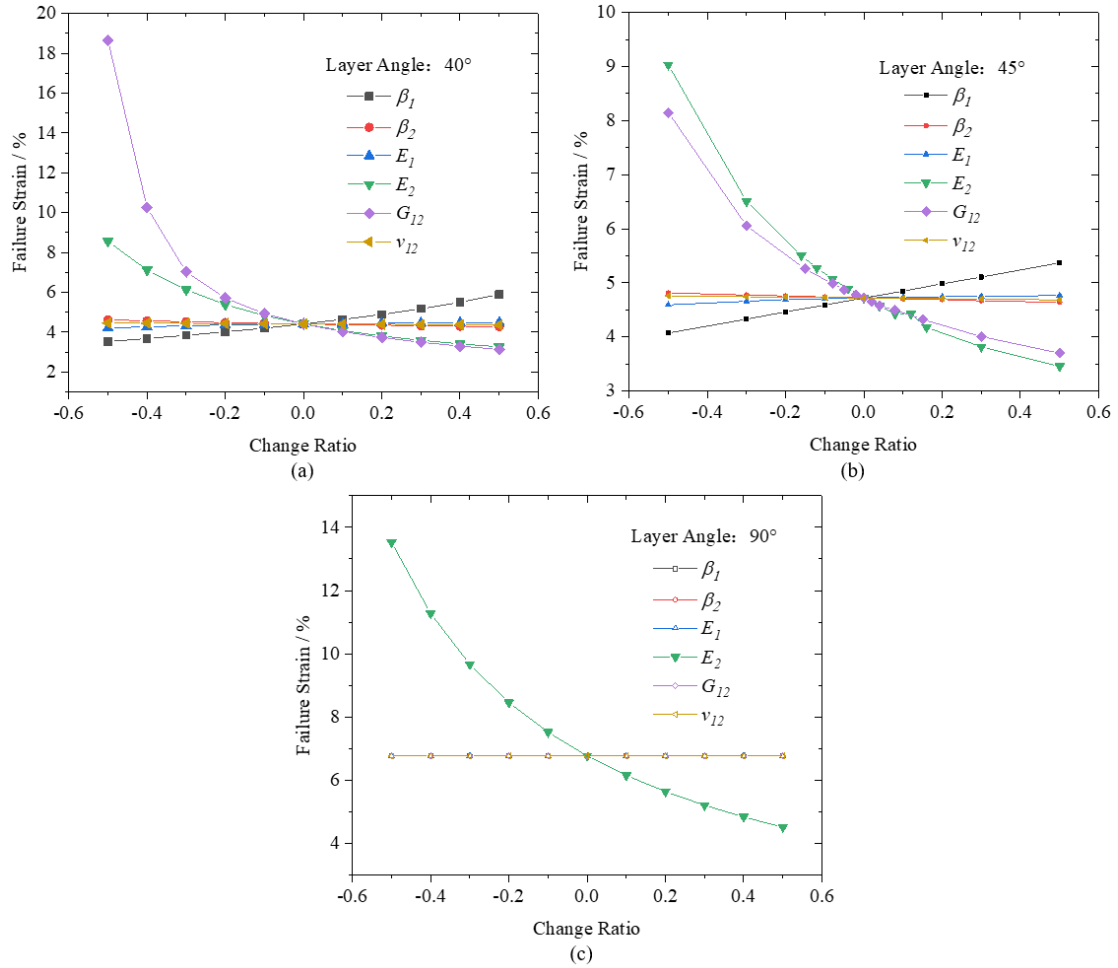 20
18
16
14
12
10
8
6
4
2
Failure Strain / %
Layer Angle：40°
β1
β2
E1
E2
G12
ν12
-0.6 -0.4 -0.2 0.0 0.2 0.4 0.6
Change Ratio
(a)
10
9
8
7
6
5
4
3
Failure Strain / %
Layer Angle：45°
β1
β2
E1
E2
G12
ν12
-0.6 -0.4 -0.2 0.0 0.2 0.4 0.6
Change Ratio
(b)
14
12
10
8
6
4
Failure Strain / %
Layer Angle：90°
β1
β2
E1
E2
G12
ν12
-0.6 -0.4 -0.2 0.0 0.2 0.4 0.6
Change Ratio
(c)